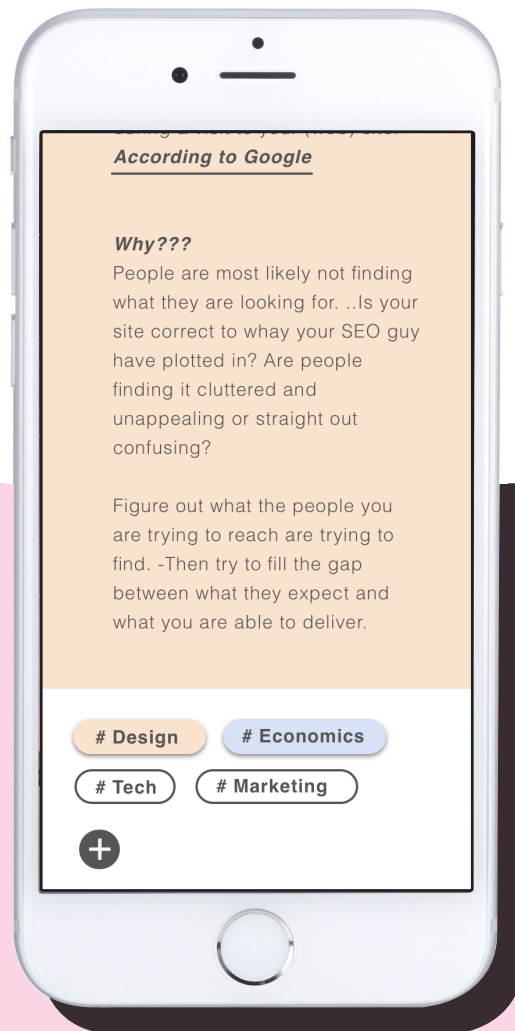 According to Google
Why???
People are most likely not finding
what they are looking for. ..Is your
site correct to whay your SEO guy
have plotted in? Are people
finding it cluttered and
unappealing or straight out
confusing?
Figure out what the people you
are trying to reach are trying to
find. -Then try to fill the gap
between what they expect and
what you are able to deliver.
# Design
# Economics
# Tech
# Marketing